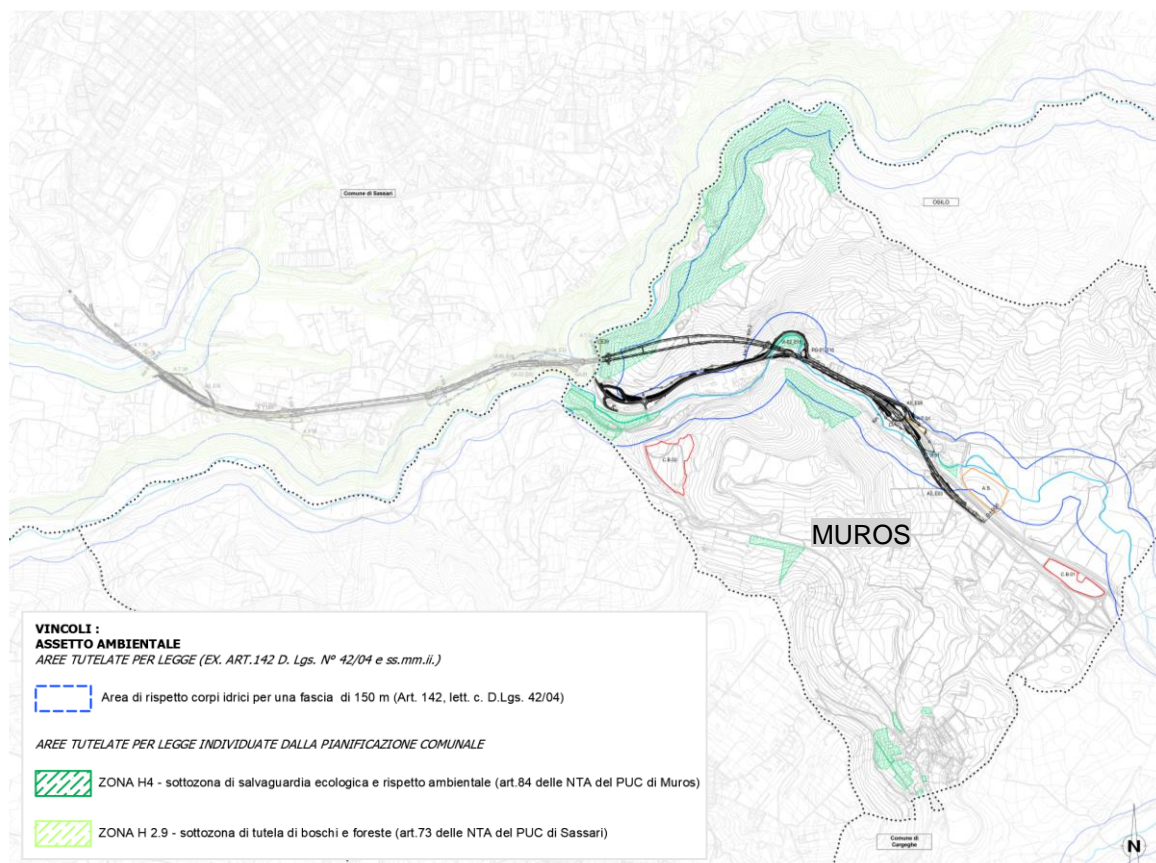 Comune di Sassari
OSILO
C.B.02
MUROS
A.S.
C.B.01
VINCOLI :
ASSETTO AMBIENTALE
AREE TUTELATE PER LEGGE (EX. ART.142 D. Lgs. N° 42/04 e ss.mm.ii.)
Area di rispetto corpi idrici per una fascia di 150 m (Art. 142, lett. c. D.Lgs. 42/04)
AREE TUTELATE PER LEGGE INDIVIDUATE DALLA PIANIFICAZIONE COMUNALE
ZONA H4 - sottozona di salvaguardia ecologica e rispetto ambientale (art.84 delle NTA del PUC di Muros)
ZONA H 2.9 - sottozona di tutela di boschi e foreste (art.73 delle NTA del PUC di Sassari)
Comune di
Cargeghe
N